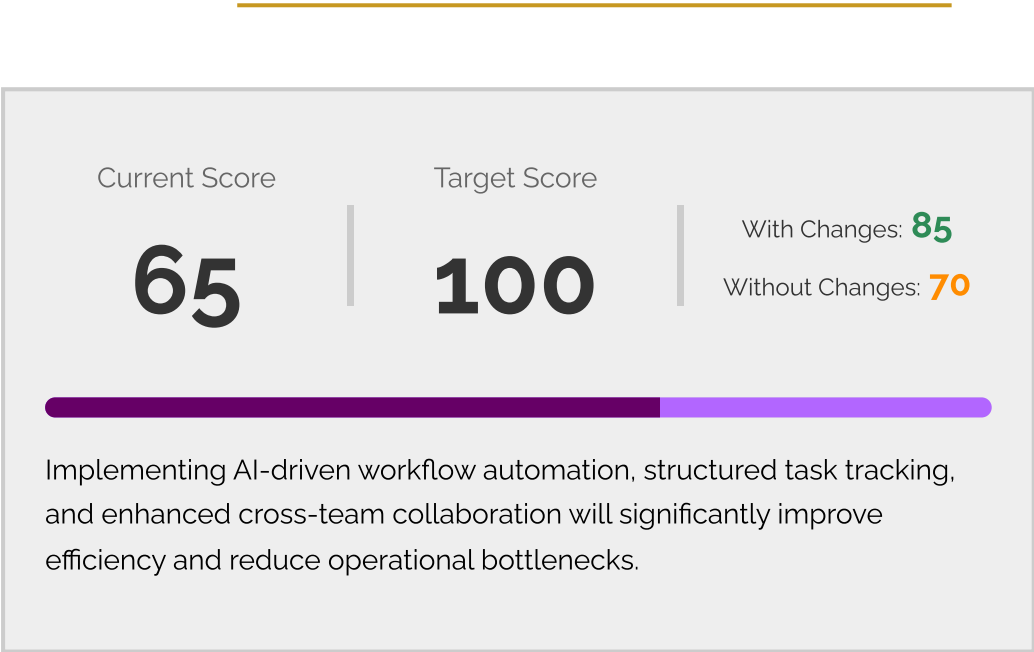 Current Score
65
Target Score
100
With Changes: 85
Without Changes: 70
Implementing AI-driven workflow automation, structured task tracking,
and enhanced cross-team collaboration will significantly improve
efficiency and reduce operational bottlenecks.